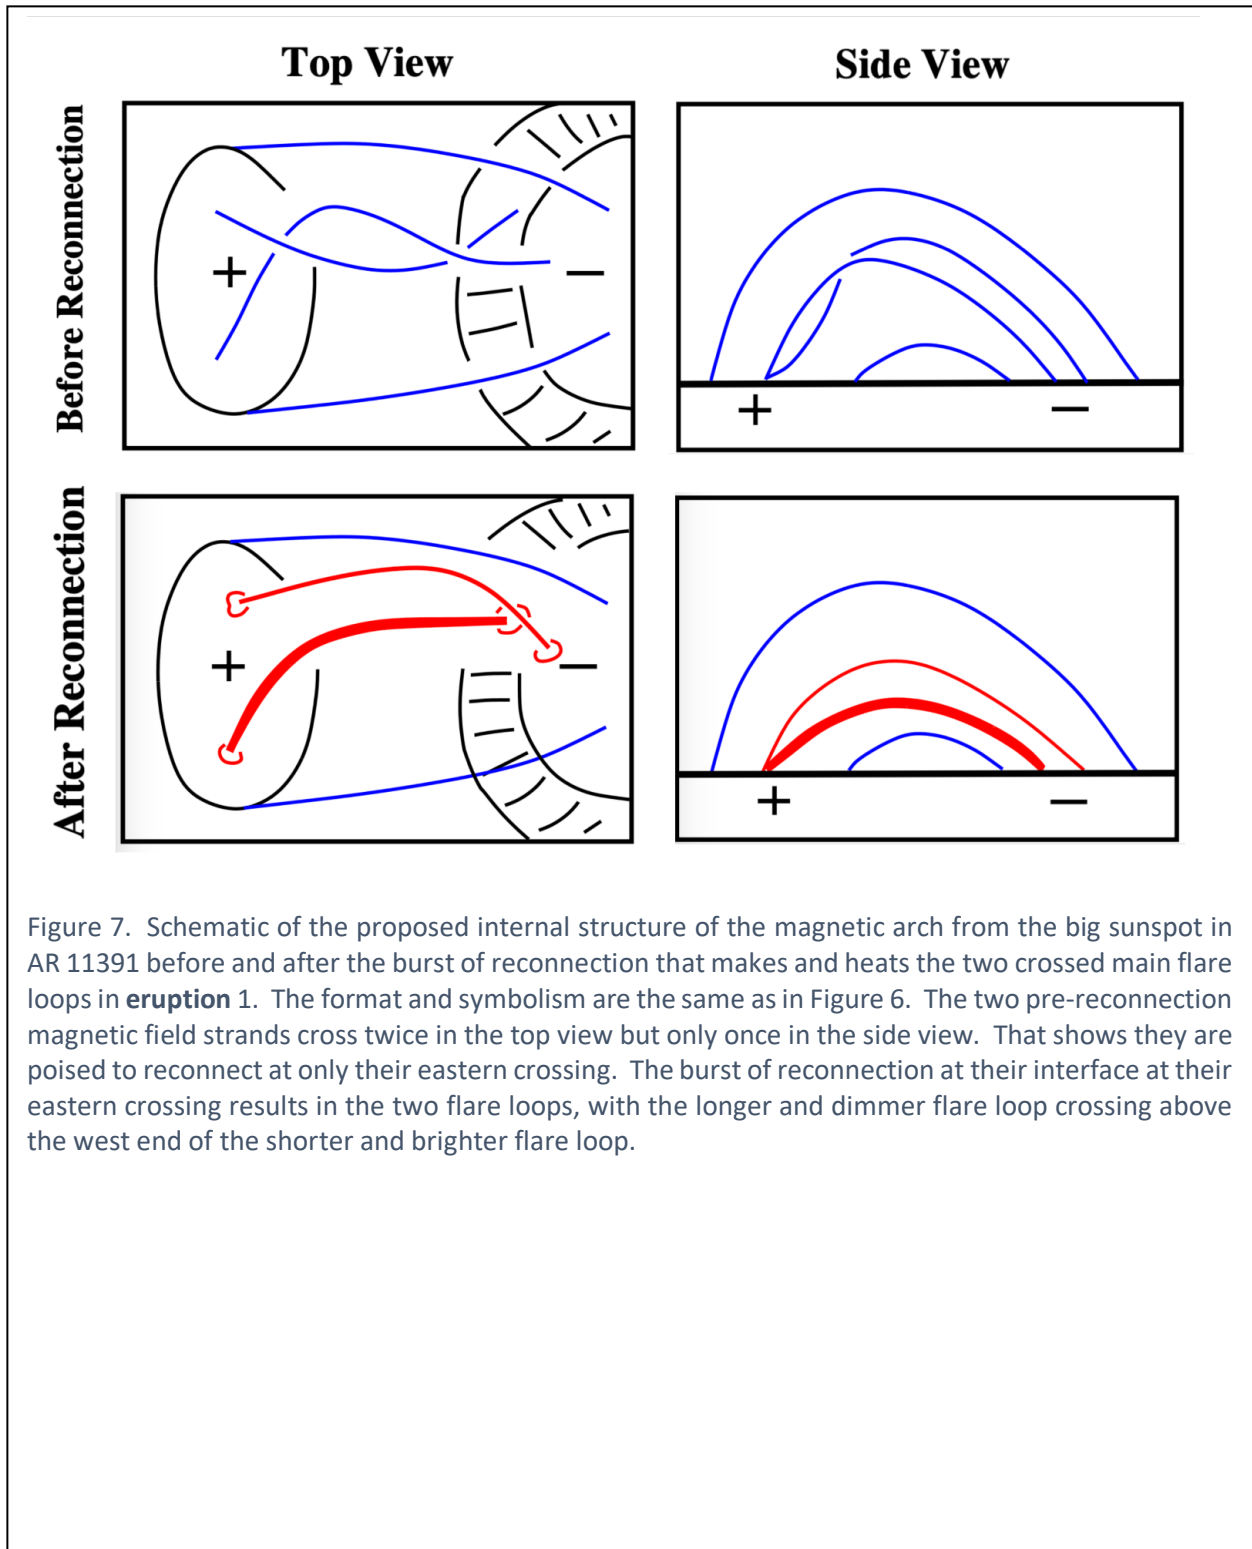 Top View
Side View
Before Reconnection
+
−
+
−
After Reconnection
+
−
+
−
Figure 7. Schematic of the proposed internal structure of the magnetic arch from the big sunspot in
AR 11391 before and after the burst of reconnection that makes and heats the two crossed main flare
loops in eruption 1. The format and symbolism are the same as in Figure 6. The two pre-reconnection
magnetic field strands cross twice in the top view but only once in the side view. That shows they are
poised to reconnect at only their eastern crossing. The burst of reconnection at their interface at their
eastern crossing results in the two flare loops, with the longer and dimmer flare loop crossing above
the west end of the shorter and brighter flare loop.